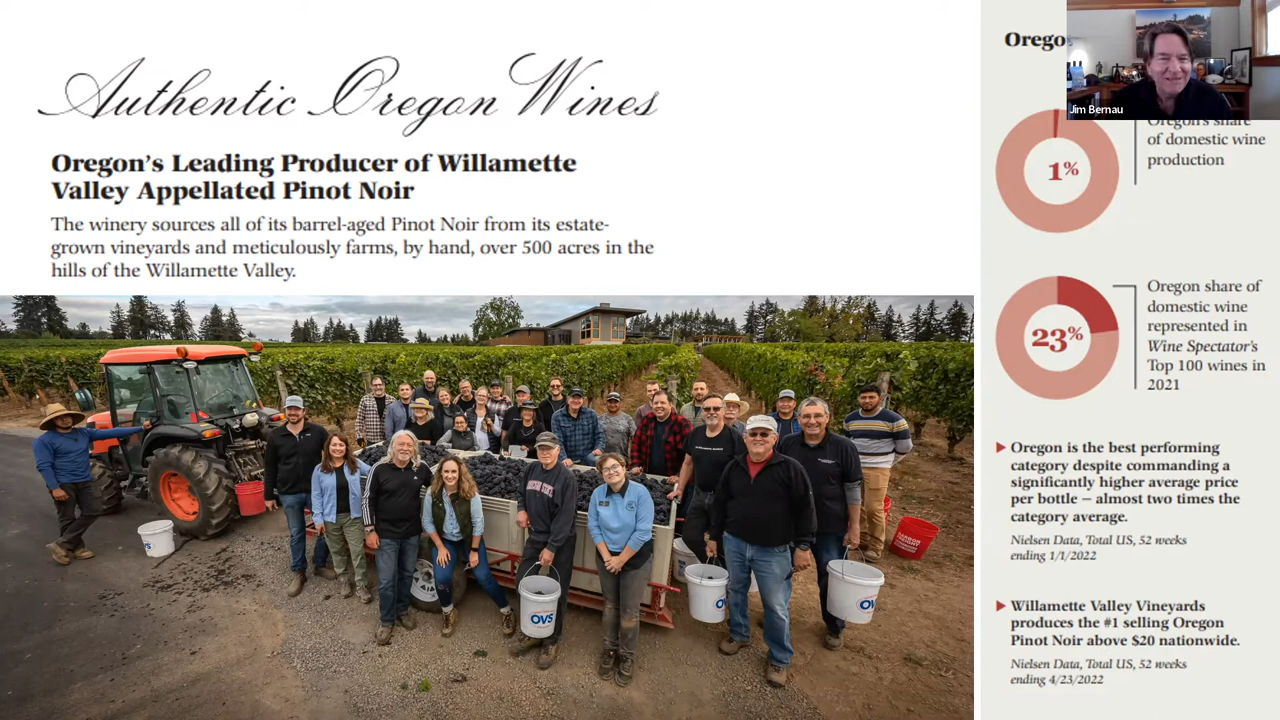 Authentic Oregon Wines
Oregon's Leading Producer of Willamette
Valley Appellated Pinot Noir
The winery sources all of its barrel-aged Pinot Noir from its estate-
grown vineyards and meticulously farms, by hand, over 500 acres in the
hills of the Willamette Valley.
OVS
OVS
Jim Bernau
1%
Oregon's share
of domestic wine
production
23%
Oregon share of
domestic wine
represented in
Wine Spectator's
Top 100 wines in
2021
Oregon is the best performing
category despite commanding a
significantly higher average price
per bottle – almost two times the
category average.
Nielsen Data, Total US, 52 weeks
ending 1/1/2022
Willamette Valley Vineyards
produces the #1 selling Oregon
Pinot Noir above $20 nationwide.
Nielsen Data, Total US, 52 weeks
ending 4/23/2022